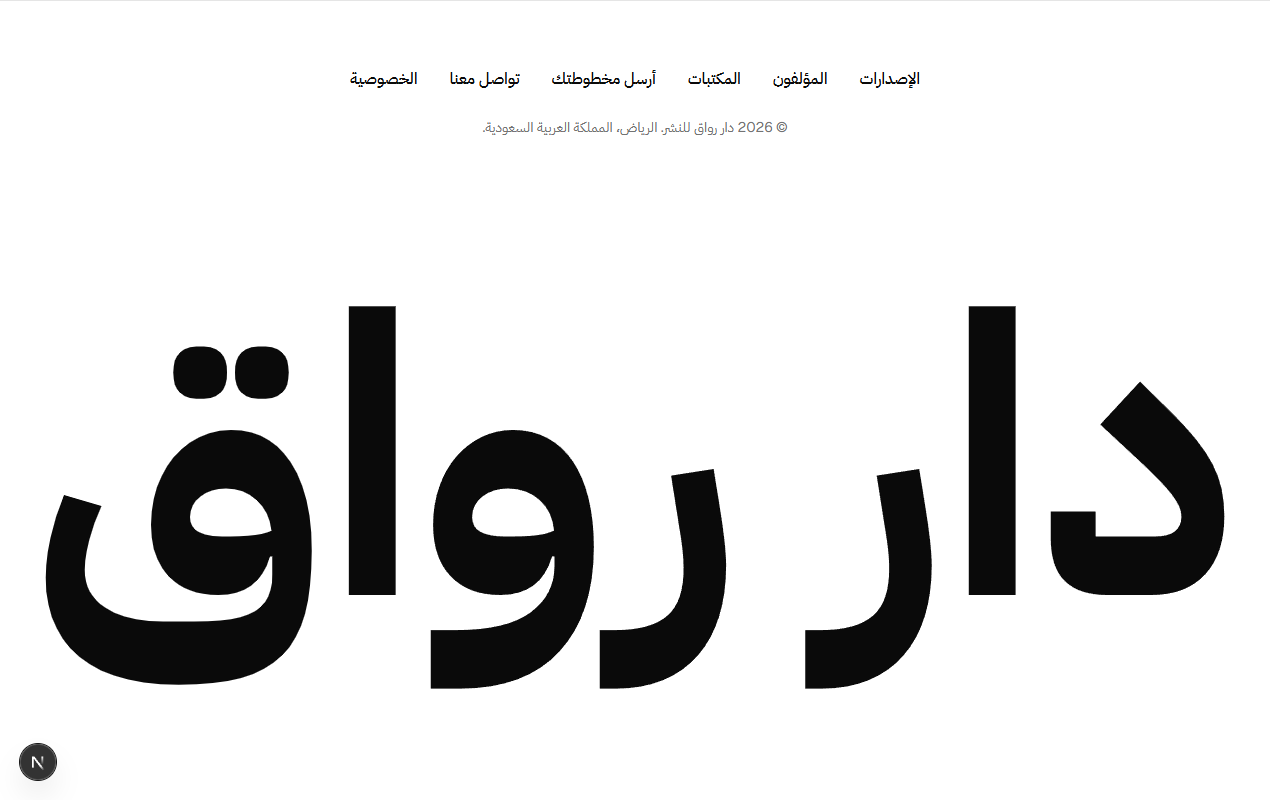 الإصدارات المؤلفون المكتبات أرسل مخطوطتك تواصل معنا الخصوصية
© 2026 دار رواق للنشر. الرياض، المملكة العربية السعودية.
دار رواق
N